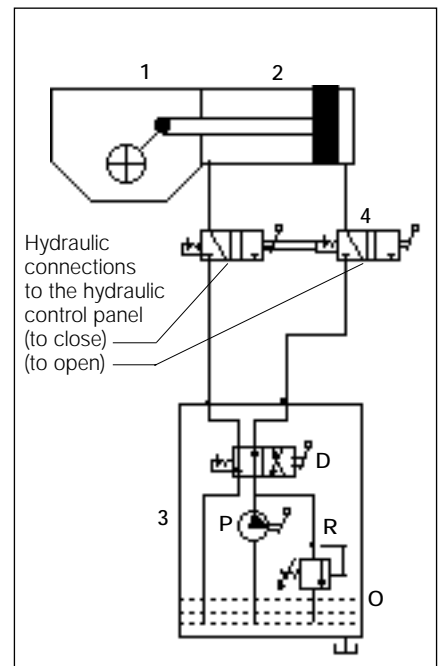 1 2
4
Hydraulic
connections
to the hydraulic
control panel
(to close)
(to open)
D
3 P R
O